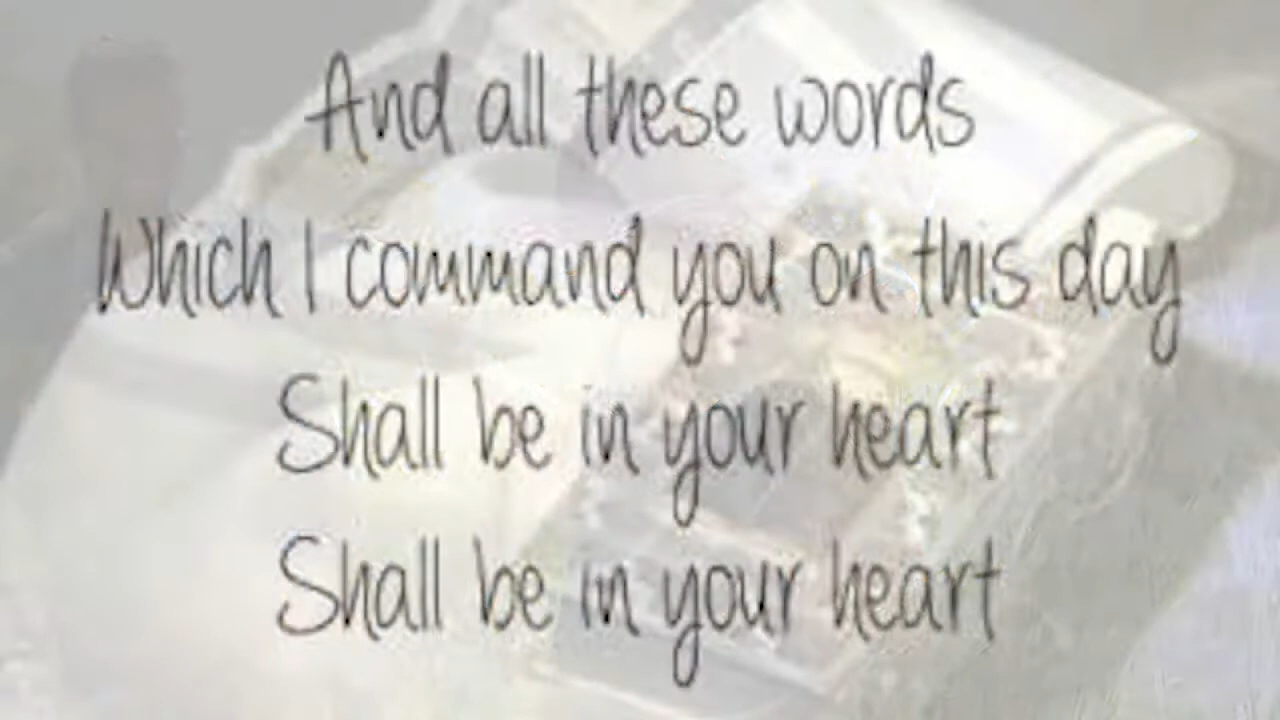 And all these words
Which I command you on this day
Shall be in your heart
Shall be in your heart